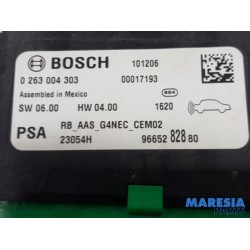 BOSCH 101206
0 263 004 303 00017193
Assembled in Mexico
SW 06.00 HW 04.00 1620
PSA RB_AAS_G4NEC_CEM02
23054H 96652 828 80
MARESIA
PARTS